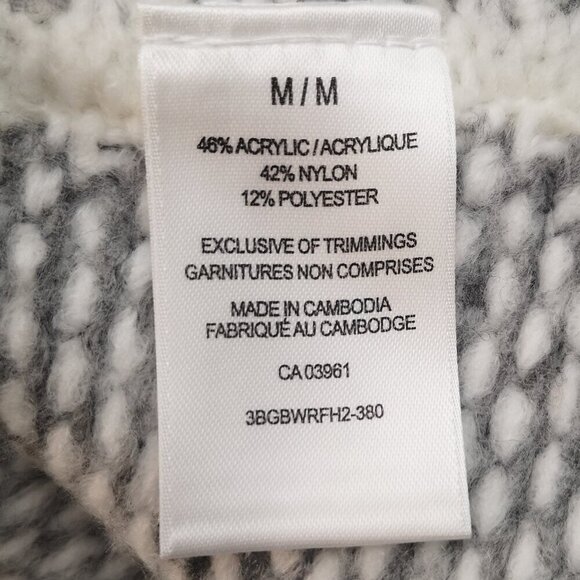 M/M
46% ACRYLIC/ACRYLIQUE
42% NYLON
12% POLYESTER
EXCLUSIVE OF TRIMMINGS
GARNITURES NON COMPRISES
MADE IN CAMBODIA
FABRIQUÉ AU CAMBODGE
CA 03961
3BGBWRFH2-380